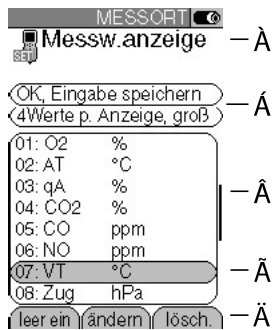 MESSORT
SET!
Messw.anzeige
À
OK, Eingabe speichern
4Werte p. Anzeige, groß
Á
01: O2 %
02: AT °C
03: qA %
04: CO2 %
05: CO ppm
06: NO ppm
07: VT °C
08: Zug hPa
Â
Ã
leer ein ändern lösch.
Ä